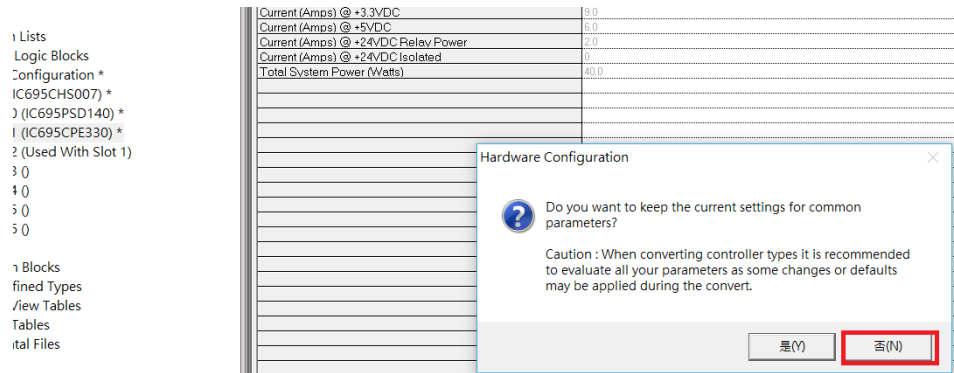 Lists
Logic Blocks
Configuration *
IC695CHS007) *
0 (IC695PSD140) *
1 (IC695CPE330) *
2 (Used With Slot 1)
3 ()
4 ()
5 ()
5 ()
Blocks
fined Types
View Tables
Tables
ntal Files
Current (Amps) @ +3.3VDC 9.0
Current (Amps) @ +5VDC 6.0
Current (Amps) @ +24VDC Relay Power 2.0
Current (Amps) @ +24VDC Isolated 0
Total System Power (Watts) 40.0
Hardware Configuration
Do you want to keep the current settings for common
parameters?
Caution : When converting controller types it is recommended
to evaluate all your parameters as some changes or defaults
may be applied during the convert.
是(Y)
否(N)